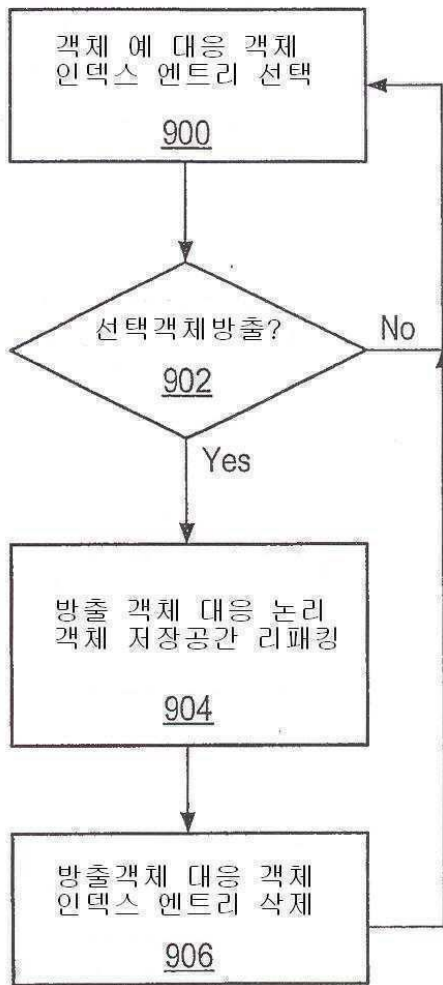 객체 예 대응 객체
인덱스 엔트리 선택
900
선택객체방출?
902
No
Yes
방출 객체 대응 논리
객체 저장공간 리패킹
904
방출객체 대응 객체
인덱스 엔트리 삭제
906